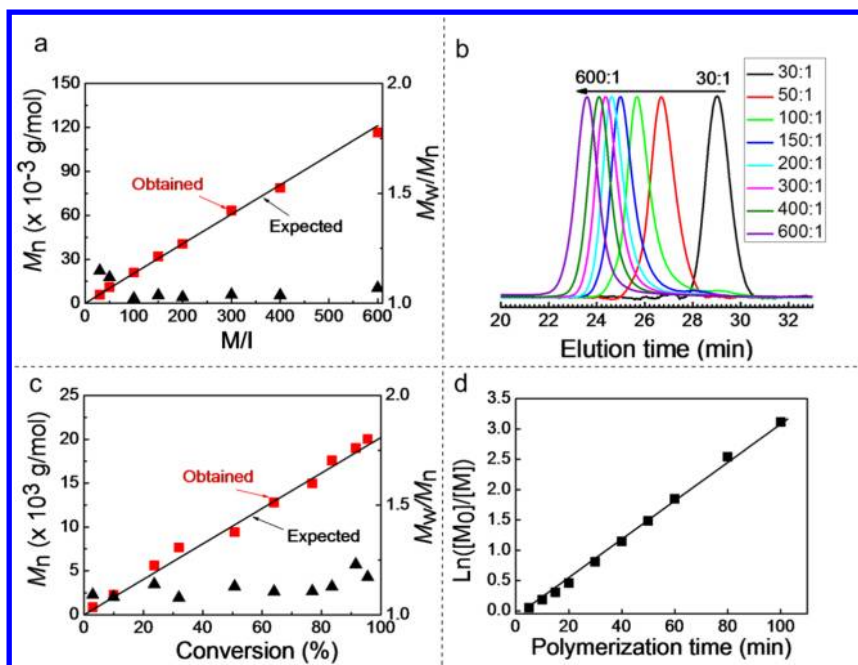 a
Mn (x 10-3 g/mol)
150
120
90
60
30
0
2.0
1.5
1.0
Mw/Mn
Obtained
Expected
0 100 200 300 400 500 600
M/I
b
600:1 30:1
30:1
50:1
100:1
150:1
200:1
300:1
400:1
600:1
20 22 24 26 28 30 32
Elution time (min)
c
Mn (x 10³ g/mol)
25
20
15
10
5
0
2.0
1.5
1.0
Mw/Mn
Obtained
Expected
0 20 40 60 80 100
Conversion (%)
d
Ln([M0]/[M])
3.5
3.0
2.5
2.0
1.5
1.0
0.5
0.0
0 20 40 60 80 100
Polymerization time (min)